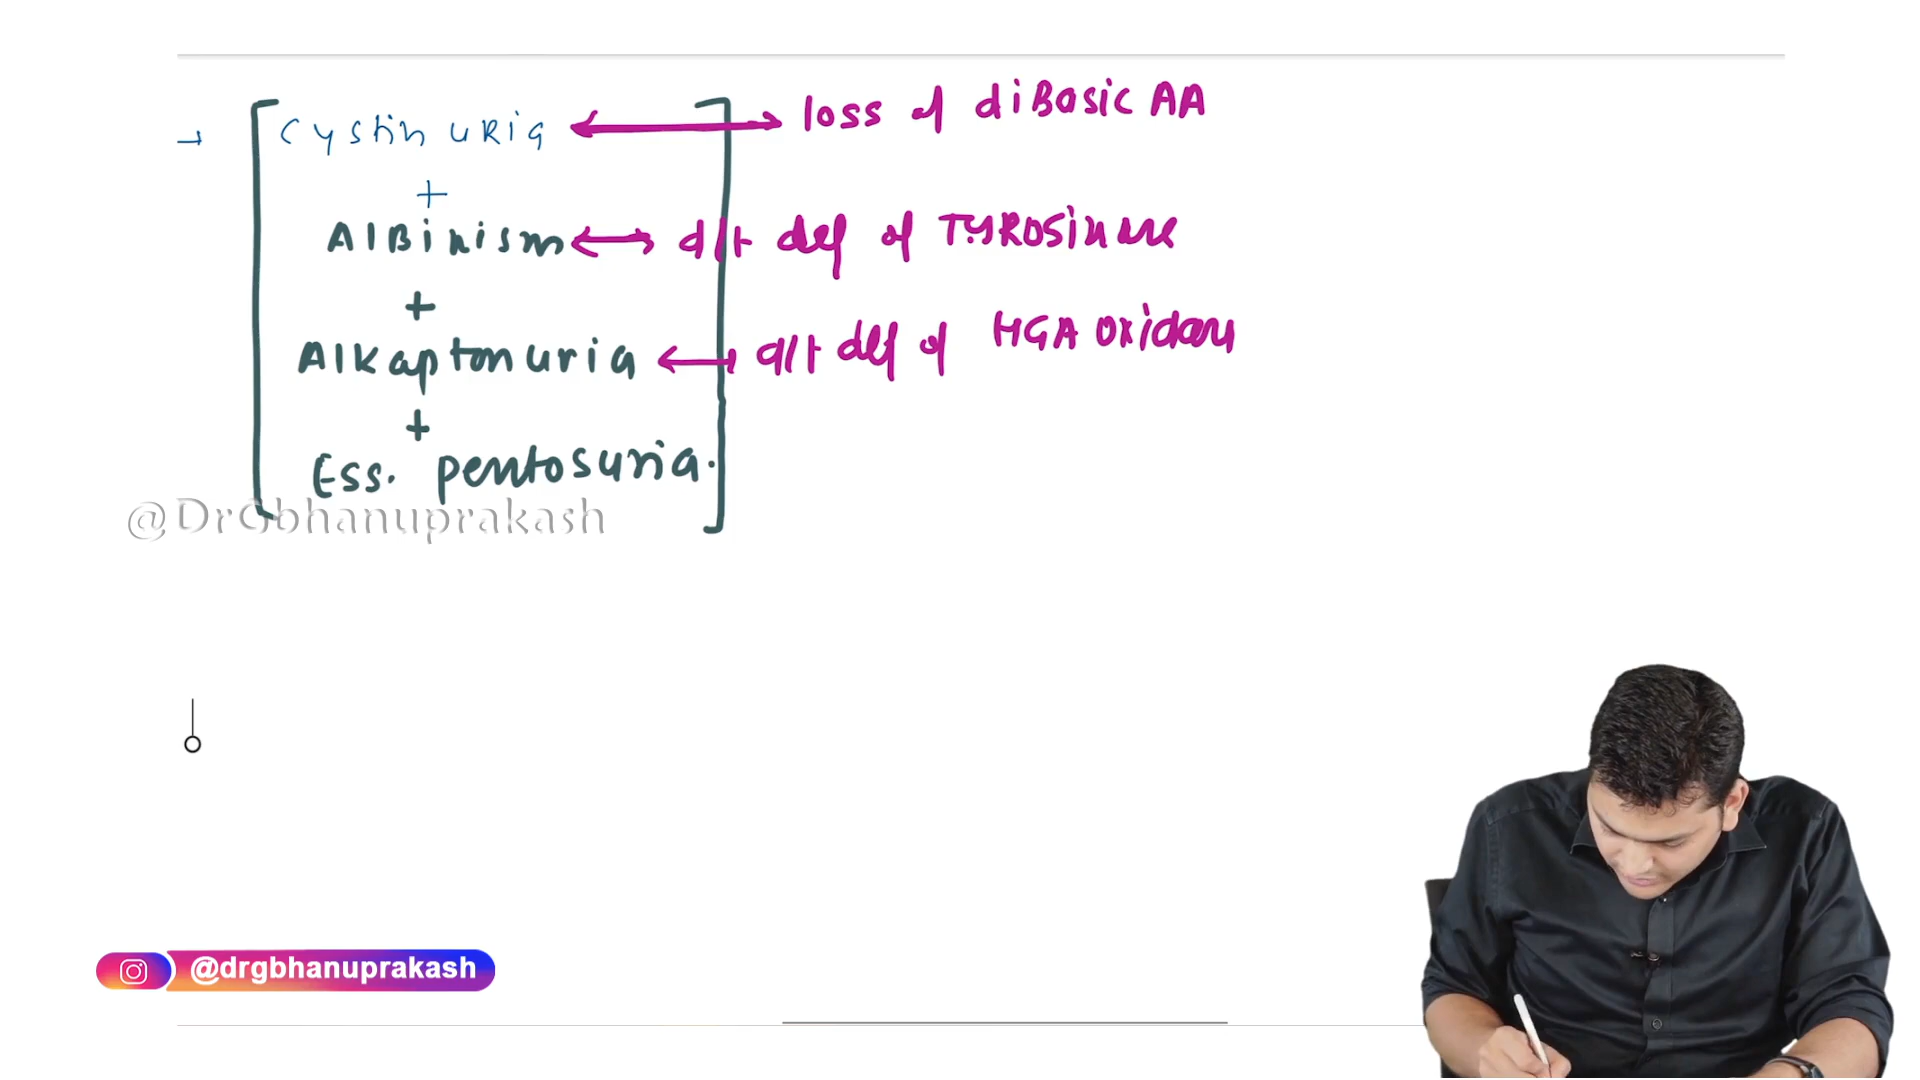 → Cystinuria ↔ loss of diBasic AA
+
AlBinism ↔ d/t def of TYROSinase
+
Alkaptonuria ↔ d/t def of HGA oxidase
+
Ess. pentosuria.
@DrGbhanuprakash
@drgbhanuprakash